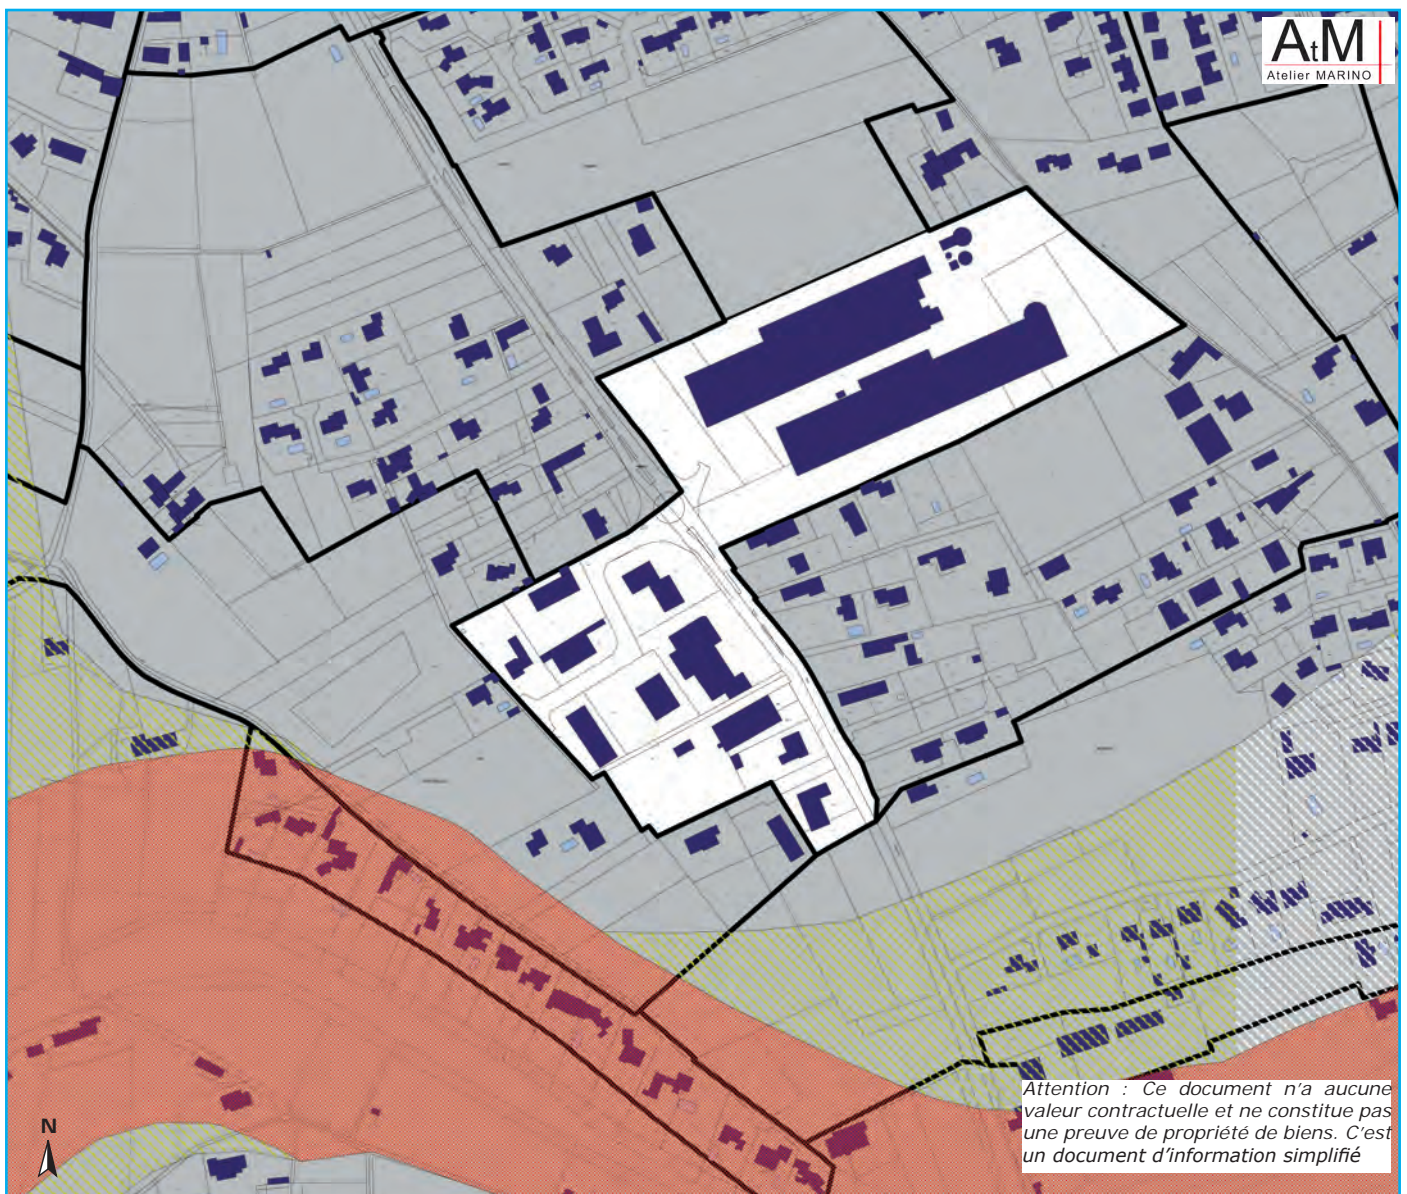 AtM
Atelier MARINO
N
Attention : Ce document n'a aucune
valeur contractuelle et ne constitue pas
une preuve de propriété de biens. C'est
un document d'information simplifié